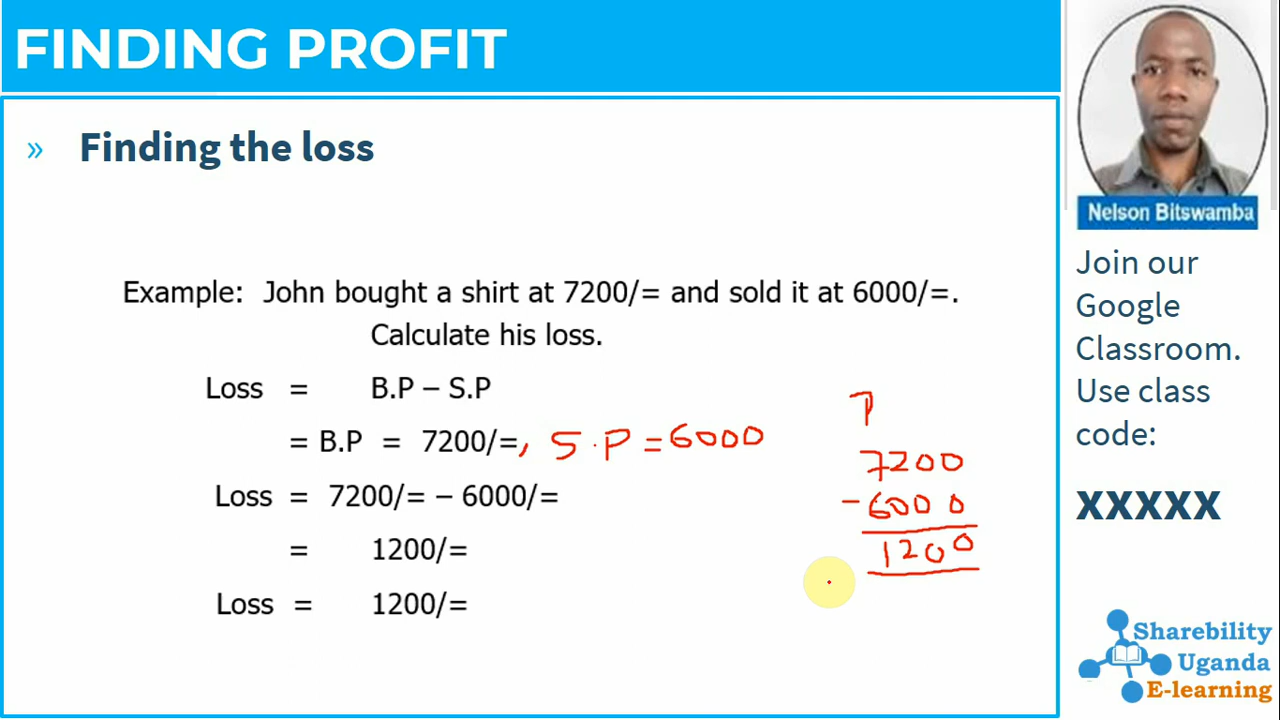 FINDING PROFIT
» Finding the loss
Example: John bought a shirt at 7200/= and sold it at 6000/=.
Calculate his loss.
Loss = B.P – S.P
= B.P = 7200/=, S.P = 6000
Loss = 7200/= – 6000/=
= 1200/=
Loss = 1200/=
7200
-6000
1200
Nelson Bitswamba
Join our
Google
Classroom.
Use class
code:
xxxxx
Sharebility
Uganda
E-learning